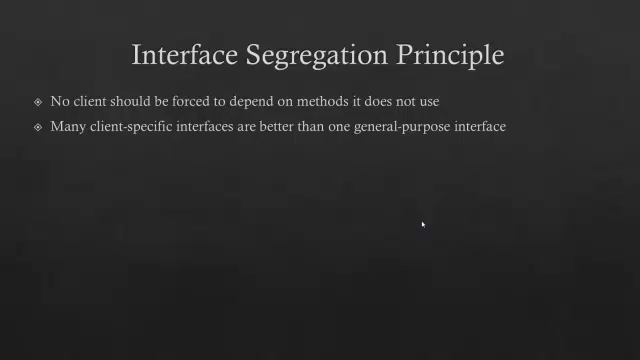 Interface Segregation Principle
No client should be forced to depend on methods it does not use
Many client-specific interfaces are better than one general-purpose interface